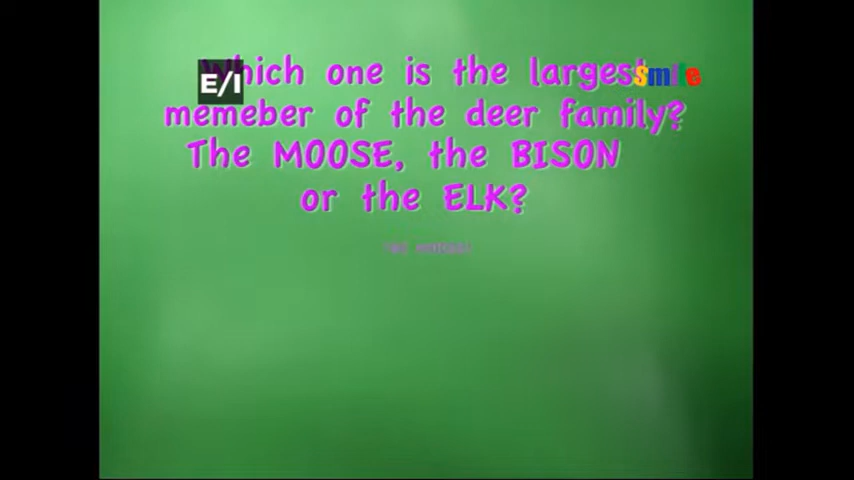 Which one is the largest
memeber of the deer family?
The MOOSE, the BISON
or the ELK?
E/I
smile